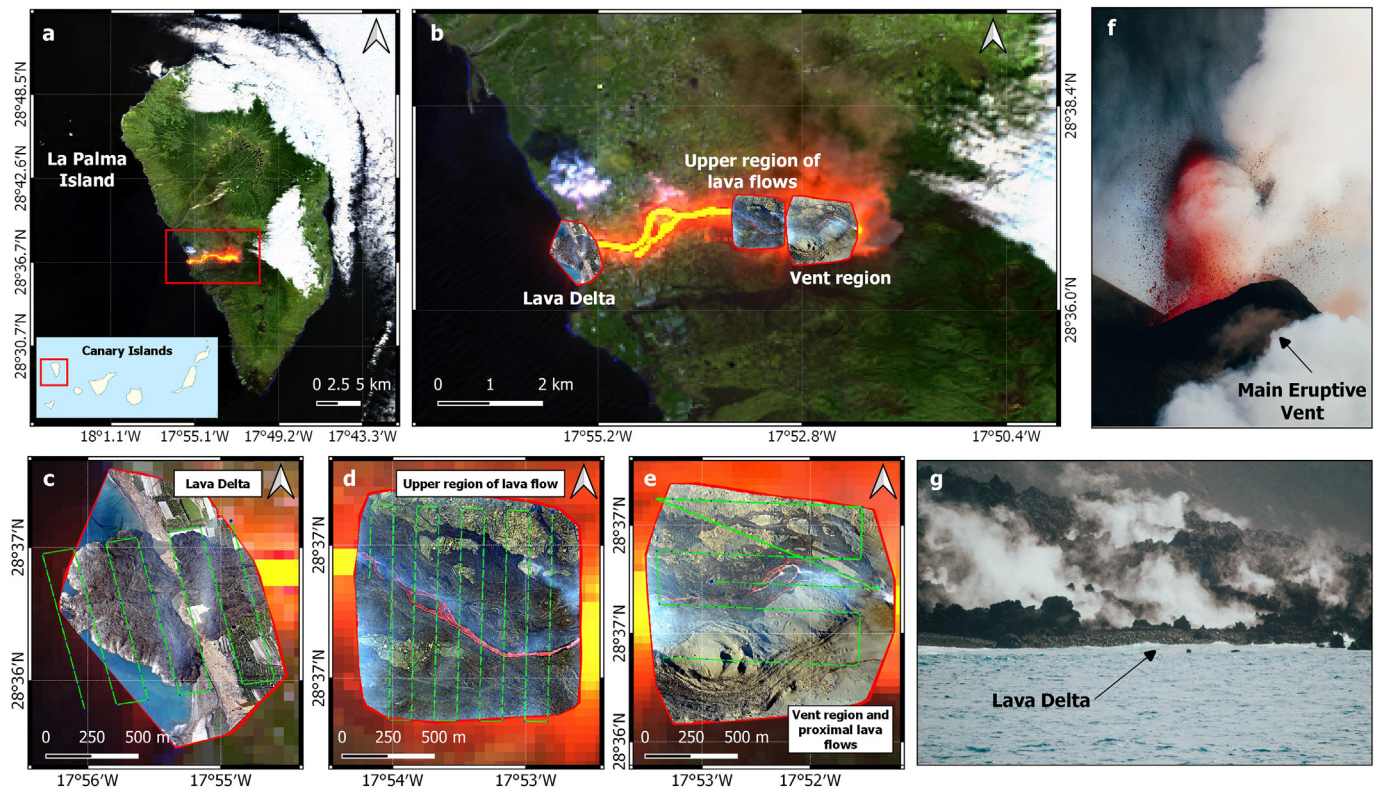 a
La Palma
Island
Canary Islands
0 2.5 5 km
28°48.5'N
28°42.6'N
28°36.7'N
28°30.7'N
18°1.1'W
17°55.1'W
17°49.2'W
17°43.3'W
b
Upper region of
lava flows
Lava Delta
Vent region
0 1 2 km
28°38.4'N
28°36.0'N
17°55.2'W
17°52.8'W
17°50.4'W
f
Main Eruptive
Vent
c
Lava Delta
28°37'N
28°36'N
0 500 m
17°56'W
17°55'W
d
Upper region of lava flow
28°37'N
28°37'N
0 500 m
17°54'W
17°53'W
e
28°37'N
28°37'N
28°36'N
Vent region and
proximal lava
flows
0 500 m
17°53'W
17°52'W
g
Lava Delta